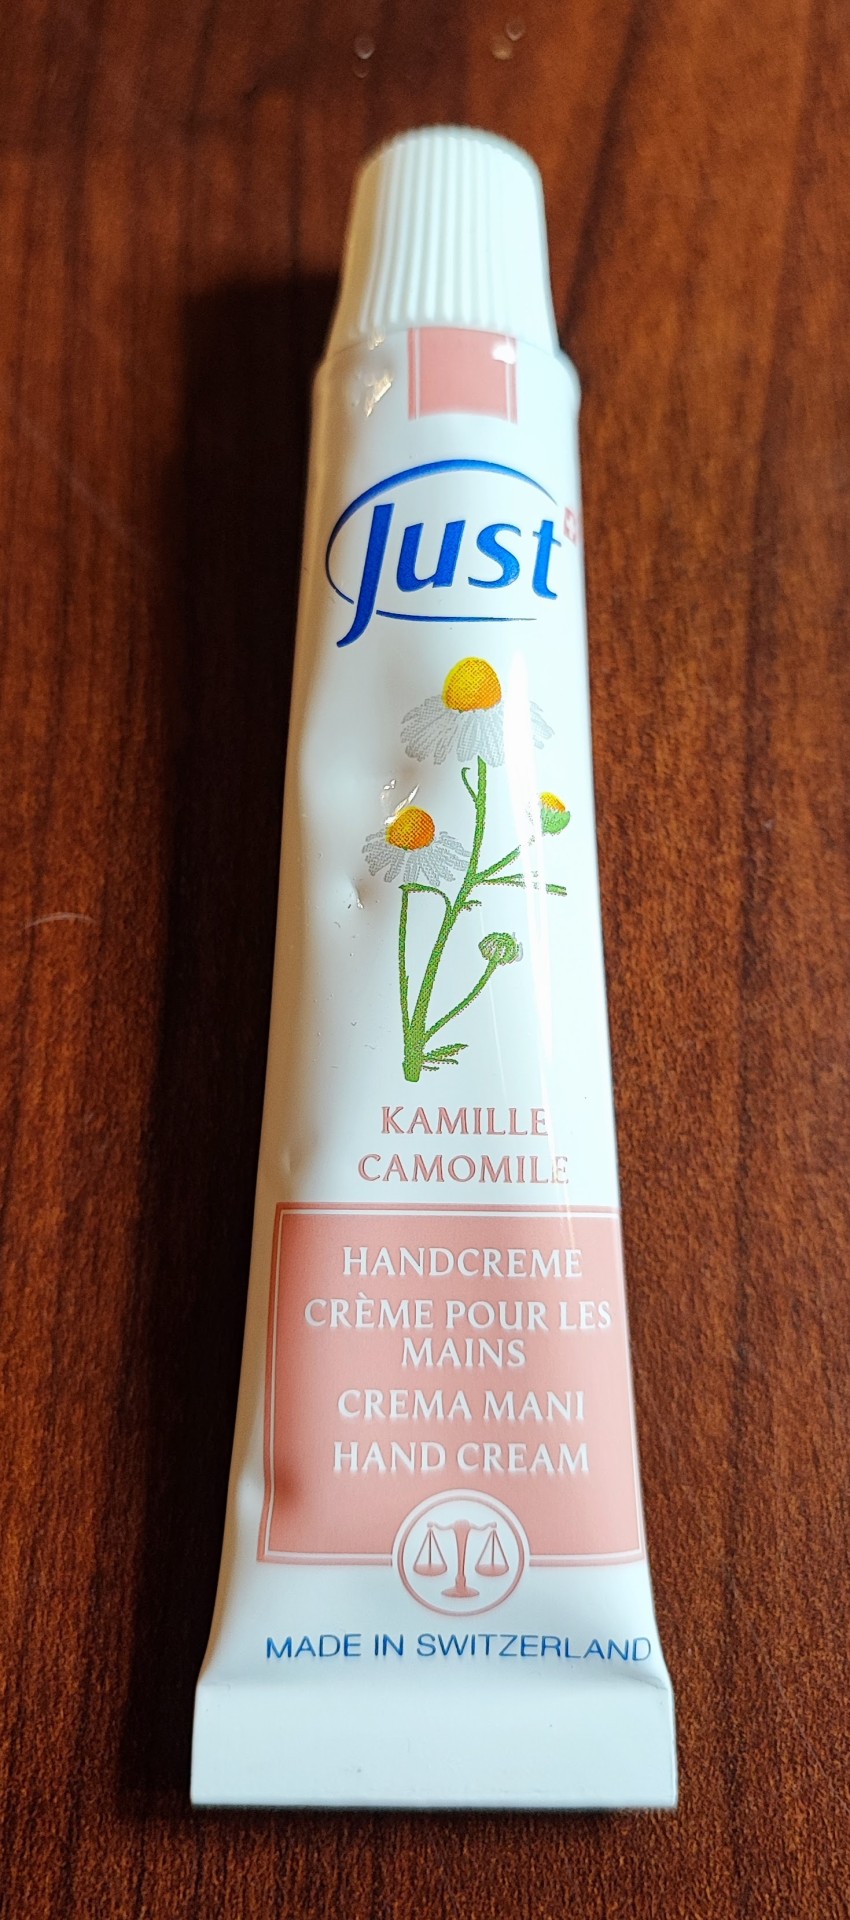 Just
KAMILLE
CAMOMILE
HANDCREME
CRÈME POUR LES
MAINS
CREMA MANI
HAND CREAM
MADE IN SWITZERLAND